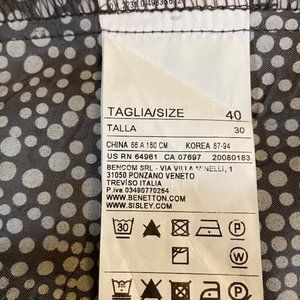 TAGLIA/SIZE 40
TALLA 30
CHINA 66 A 160 CM KOREA 67-94
US RN 64961 CA 07697 20080183
BENCOM SRL - VIA VILLA MINELLI, 1
31050 PONZANO VENETO
TREVISO ITALIA
P.iva 03490770264
WWW.BENETTON.COM
WWW.SISLEY.COM
30 P
30 P